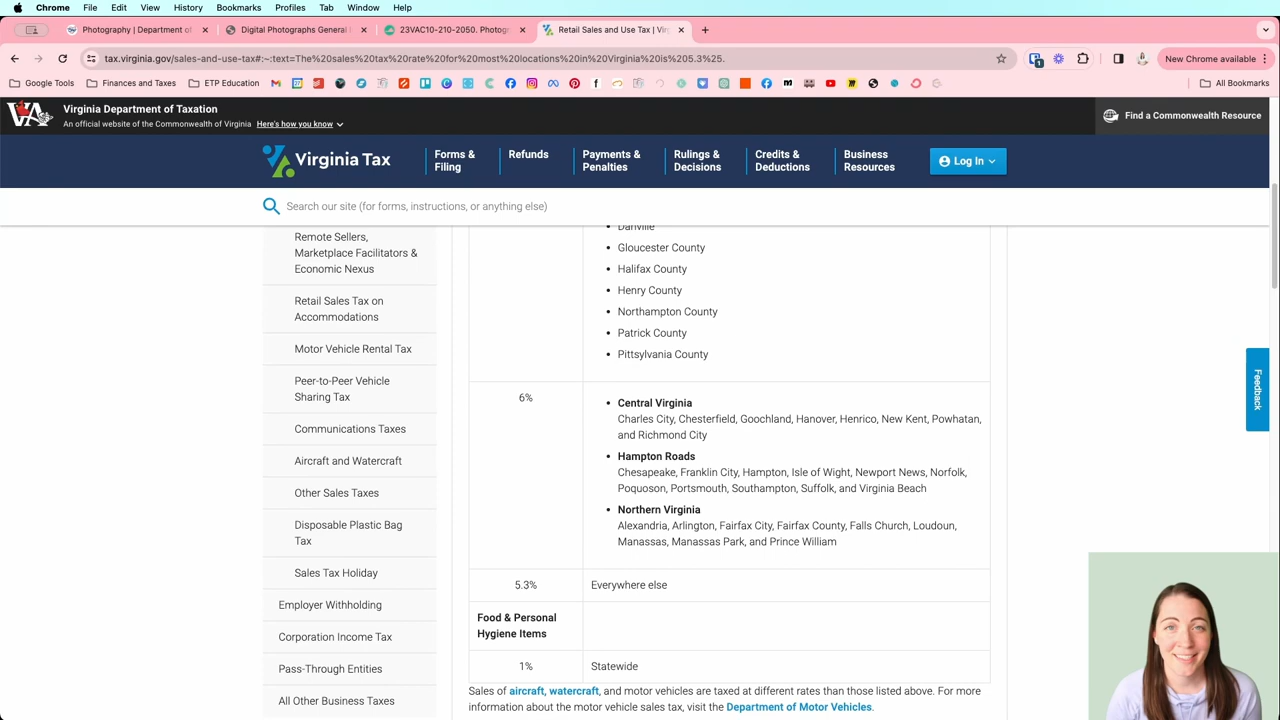 Chrome File Edit View History Bookmarks Profiles Tab Window Help
Photography | Department of
Digital Photographs General
23VAC10-210-2050. Photogr
Retail Sales and Use Tax | Virg
tax.virginia.gov/sales-and-use-tax#:~:text=The%20sales%20tax%20rate%20for%20most%20locations%20in%20Virginia%20is%205.3%25.
New Chrome available
Google Tools Finances and Taxes ETP Education All Bookmarks
Virginia Department of Taxation
An official website of the Commonwealth of Virginia Here's how you know
Find a Commonwealth Resource
Virginia Tax
Forms & Filing
Refunds
Payments & Penalties
Rulings & Decisions
Credits & Deductions
Business Resources
Log In
Search our site (for forms, instructions, or anything else)
Remote Sellers,
Marketplace Facilitators &
Economic Nexus
Retail Sales Tax on
Accommodations
Motor Vehicle Rental Tax
Peer-to-Peer Vehicle
Sharing Tax
Communications Taxes
Aircraft and Watercraft
Other Sales Taxes
Disposable Plastic Bag
Tax
Sales Tax Holiday
Employer Withholding
Corporation Income Tax
Pass-Through Entities
All Other Business Taxes
Danville
Gloucester County
Halifax County
Henry County
Northampton County
Patrick County
Pittsylvania County
6%
Central Virginia
Charles City, Chesterfield, Goochland, Hanover, Henrico, New Kent, Powhatan,
and Richmond City
Hampton Roads
Chesapeake, Franklin City, Hampton, Isle of Wight, Newport News, Norfolk,
Poquoson, Portsmouth, Southampton, Suffolk, and Virginia Beach
Northern Virginia
Alexandria, Arlington, Fairfax City, Fairfax County, Falls Church, Loudoun,
Manassas, Manassas Park, and Prince William
5.3% Everywhere else
Food & Personal
Hygiene Items
1% Statewide
Sales of aircraft, watercraft, and motor vehicles are taxed at different rates than those listed above. For more
information about the motor vehicle sales tax, visit the Department of Motor Vehicles.
Feedback